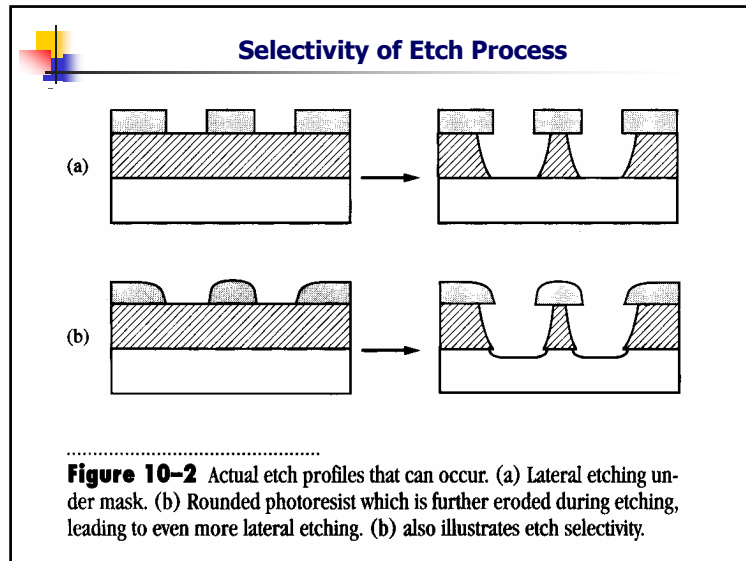 Selectivity of Etch Process
(a)
(b)
Figure 10–2 Actual etch profiles that can occur. (a) Lateral etching un-
der mask. (b) Rounded photoresist which is further eroded during etching,
leading to even more lateral etching. (b) also illustrates etch selectivity.